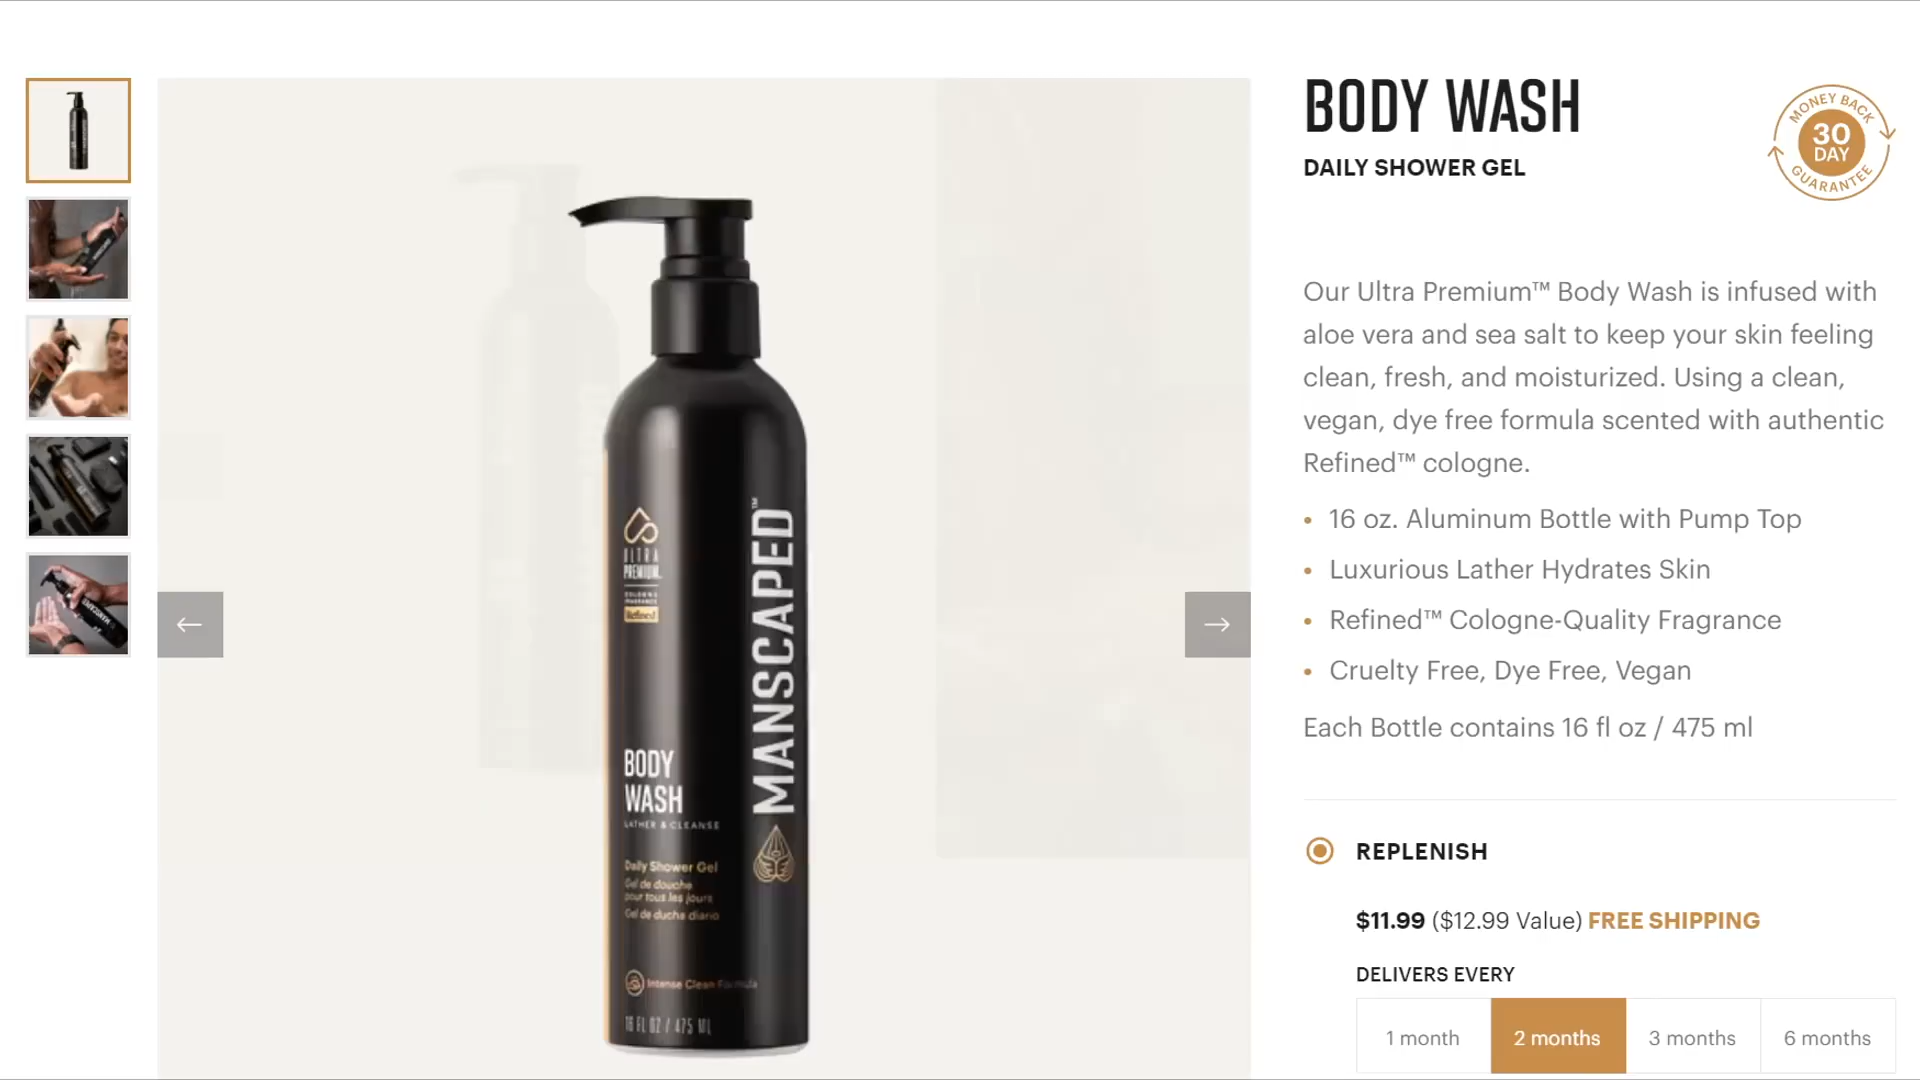 BODY WASH
DAILY SHOWER GEL
MONEY BACK
30
DAY
GUARANTEE
Our Ultra Premium™ Body Wash is infused with
aloe vera and sea salt to keep your skin feeling
clean, fresh, and moisturized. Using a clean,
vegan, dye free formula scented with authentic
Refined™ cologne.
• 16 oz. Aluminum Bottle with Pump Top
• Luxurious Lather Hydrates Skin
• Refined™ Cologne-Quality Fragrance
• Cruelty Free, Dye Free, Vegan
Each Bottle contains 16 fl oz / 475 ml
REPLENISH
$11.99 ($12.99 Value) FREE SHIPPING
DELIVERS EVERY
1 month 2 months 3 months 6 months
ULTRA
PREMIUM™
COLOGNE
FRAGRANCE
Refined
MANSCAPED™
BODY
WASH
LATHER & CLEANSE
Daily Shower Gel
Gel de douche
pour tous les jours
Gel de ducha diario
Intense Clean Formula
16 FL OZ / 475 ML